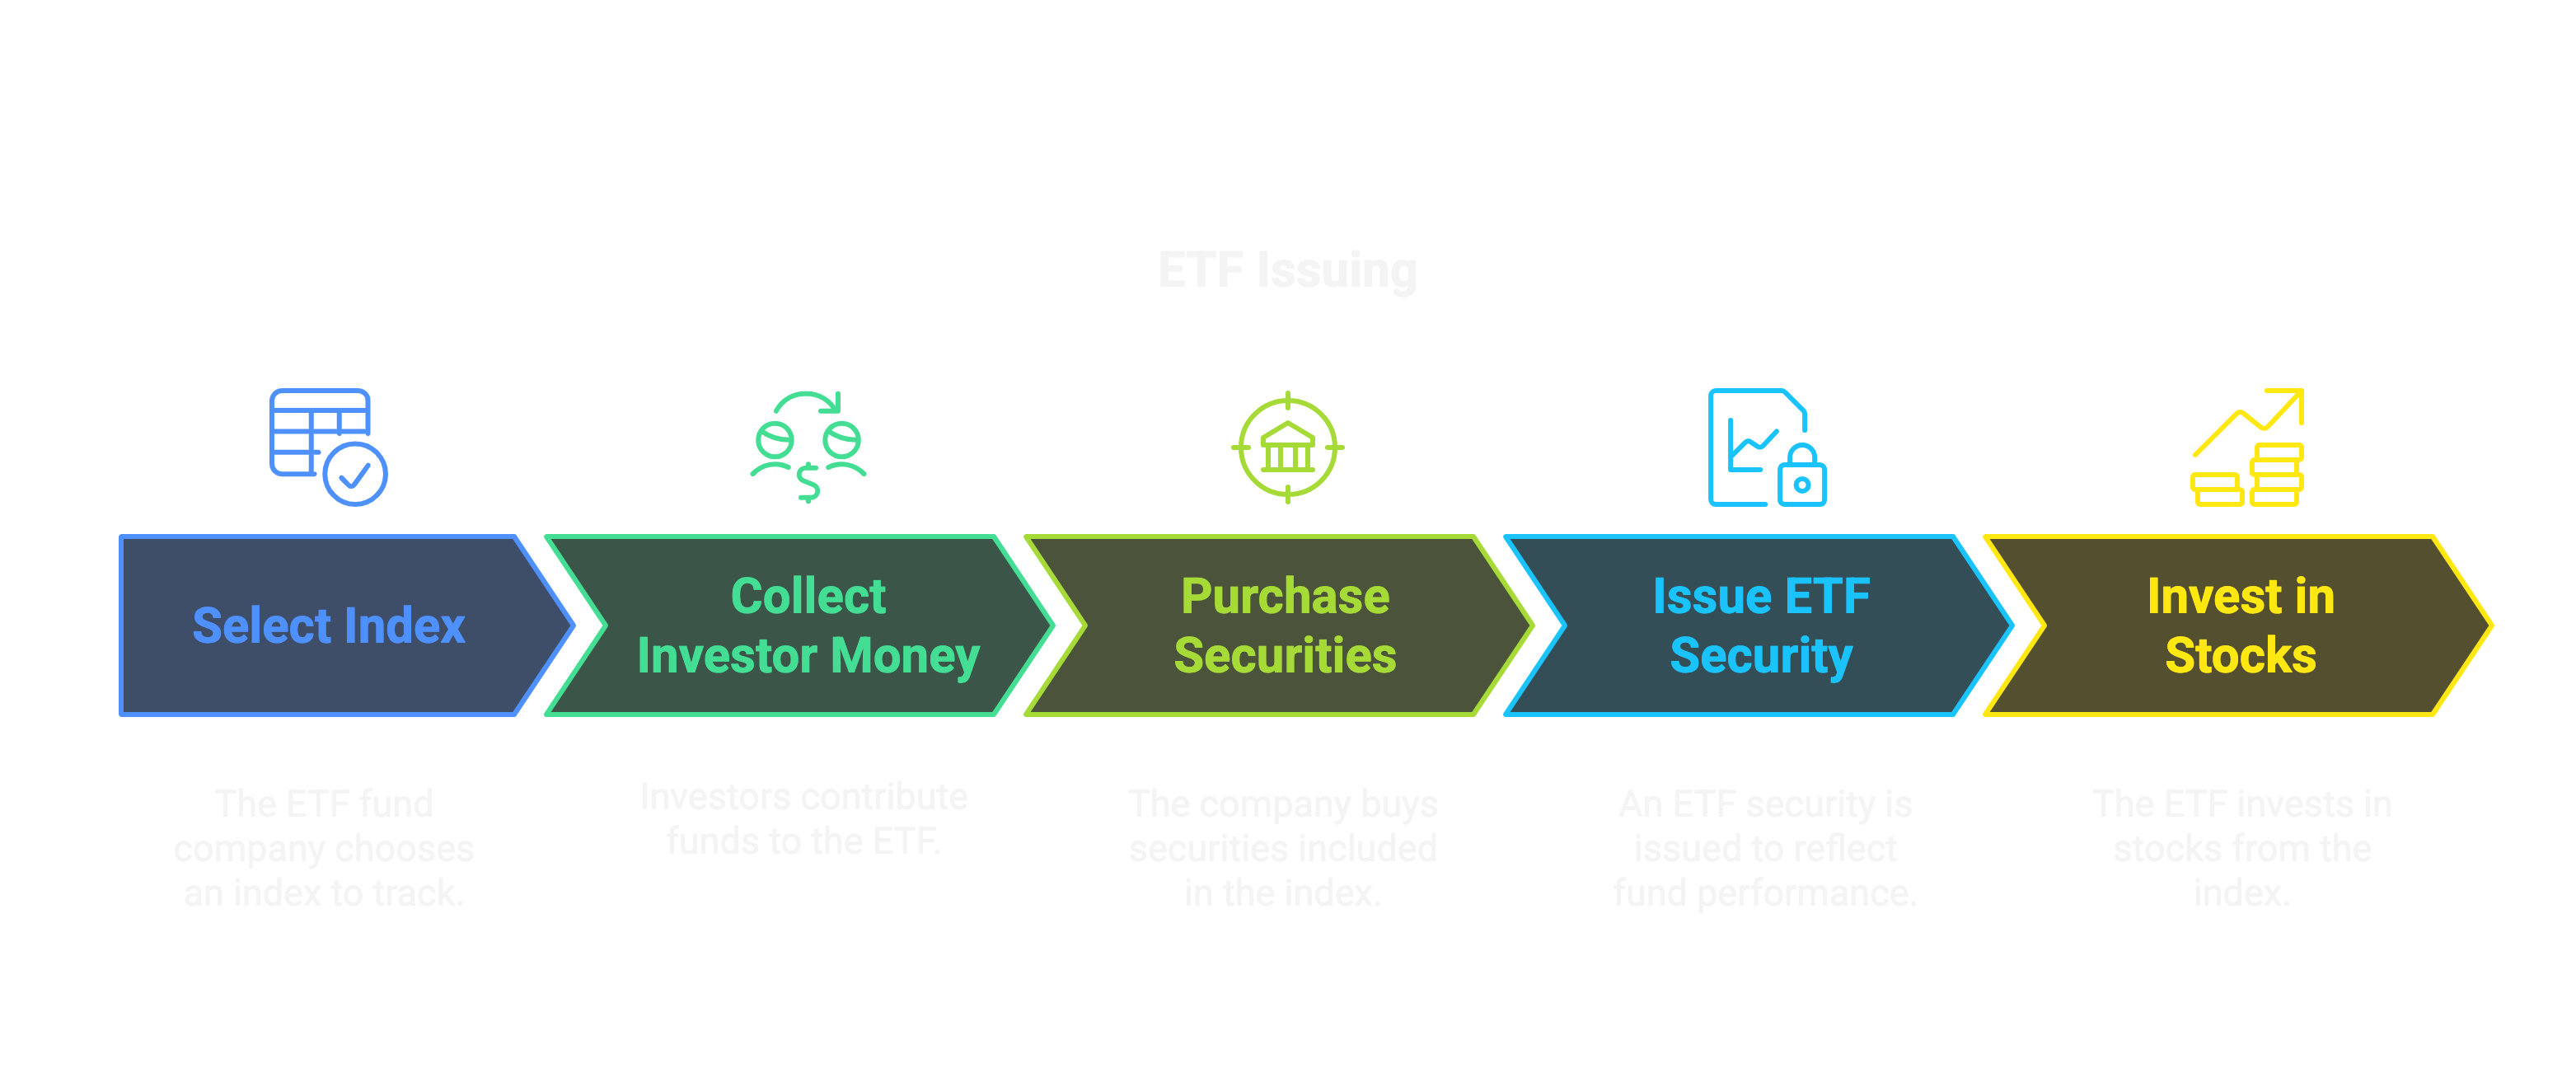 ETF Issuing
Select Index
Collect
Investor Money
Purchase
Securities
Issue ETF
Security
Invest in
Stocks
The ETF fund
company chooses
an index to track.
Investors contribute
funds to the ETF.
The company buys
securities included
in the index.
An ETF security is
issued to reflect
fund performance.
The ETF invests in
stocks from the
index.